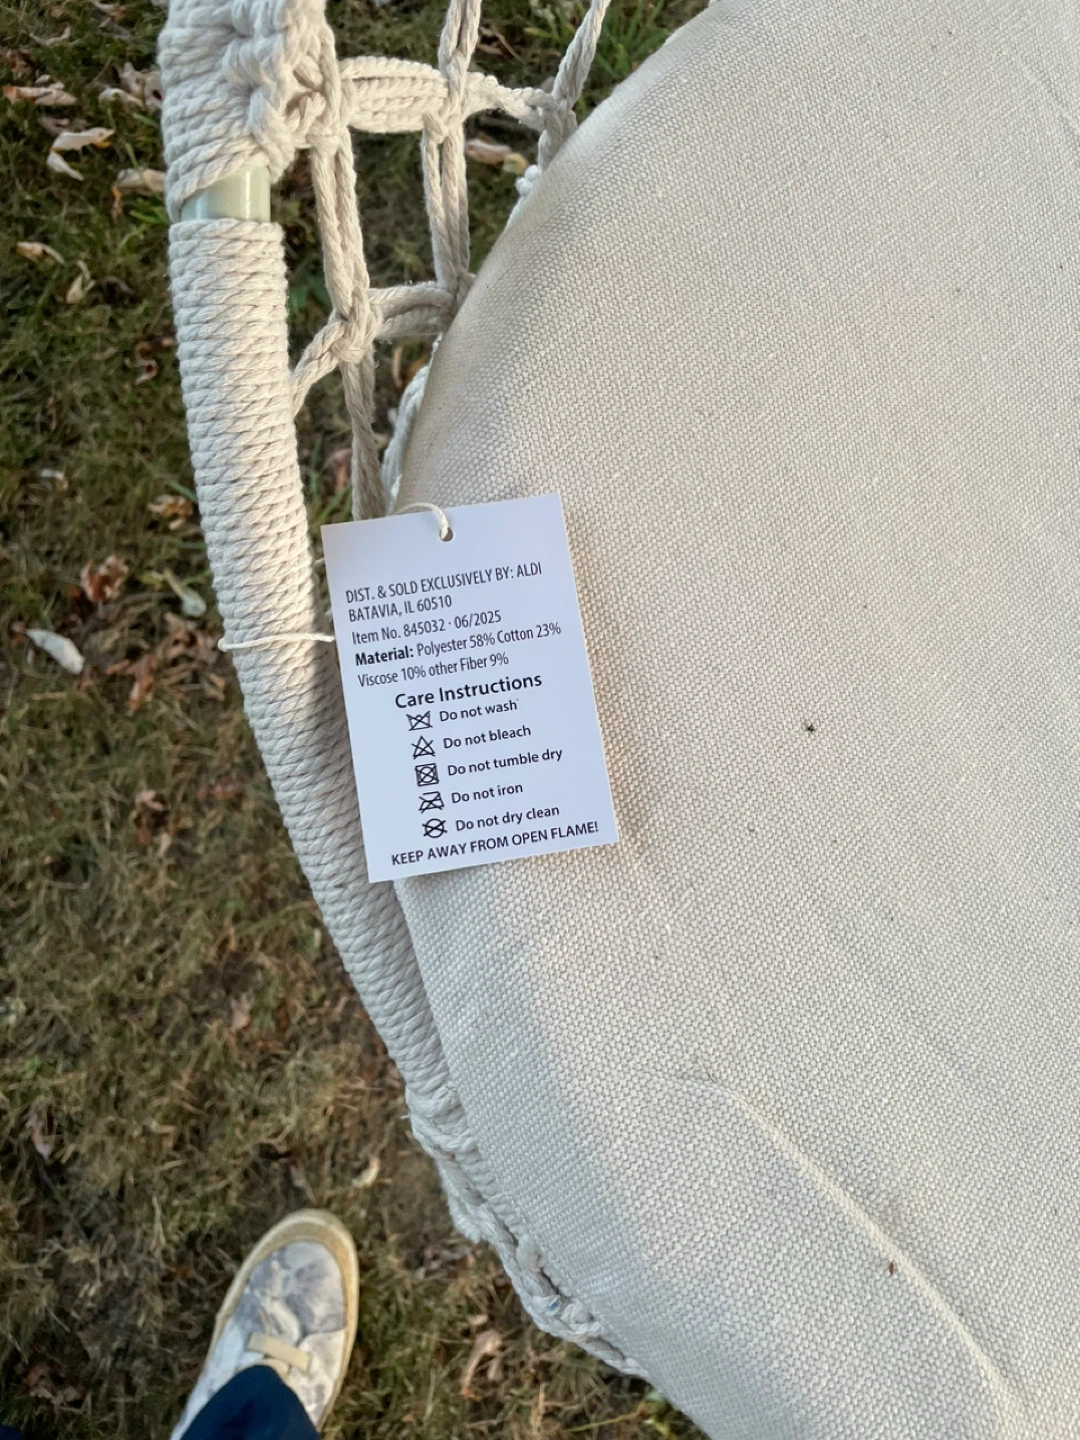 DIST. & SOLD EXCLUSIVELY BY: ALDI
BATAVIA, IL 60510
Item No. 845032 · 06/2025
Material: Polyester 58% Cotton 23%
Viscose 10% other Fiber 9%
Care Instructions
Do not wash
Do not bleach
Do not tumble dry
Do not iron
Do not dry clean
KEEP AWAY FROM OPEN FLAME!